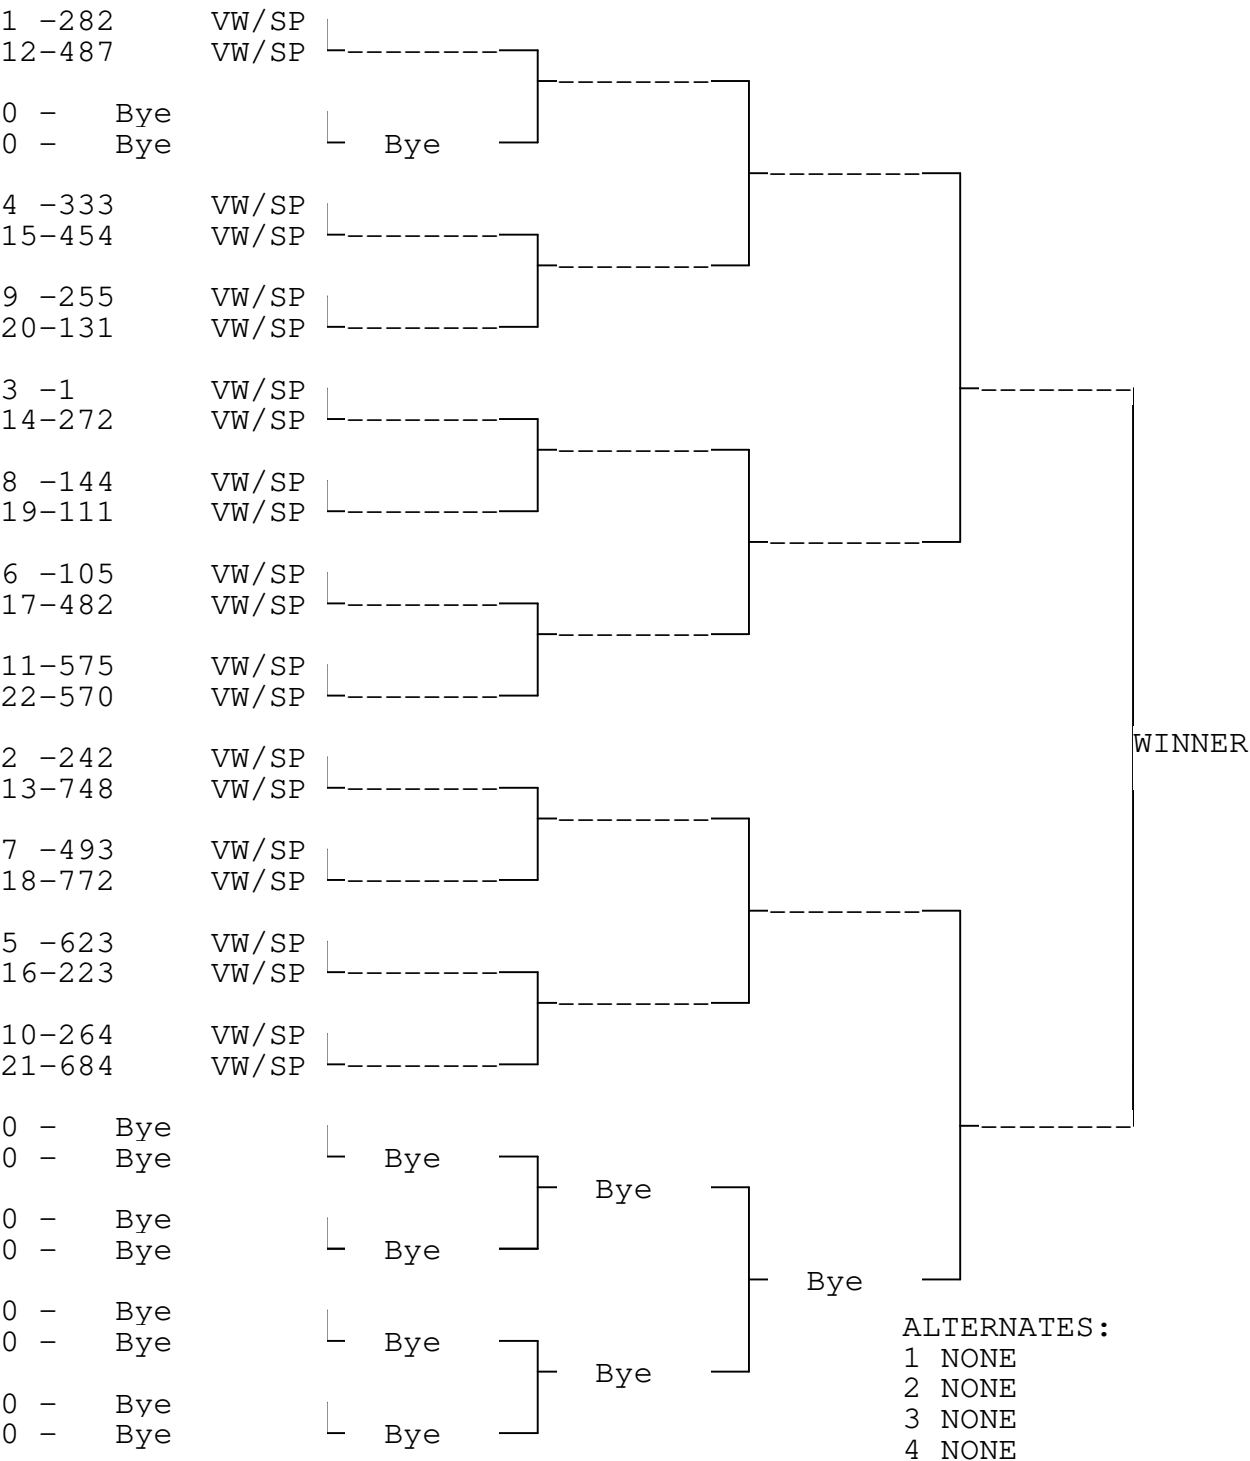 1 -282 VW/SP
12-487 VW/SP
0 - Bye
0 - Bye
Bye
4 -333 VW/SP
15-454 VW/SP
9 -255 VW/SP
20-131 VW/SP
3 -1 VW/SP
14-272 VW/SP
8 -144 VW/SP
19-111 VW/SP
6 -105 VW/SP
17-482 VW/SP
11-575 VW/SP
22-570 VW/SP
WINNER
2 -242 VW/SP
13-748 VW/SP
7 -493 VW/SP
18-772 VW/SP
5 -623 VW/SP
16-223 VW/SP
10-264 VW/SP
21-684 VW/SP
0 - Bye
0 - Bye
Bye
Bye
0 - Bye
0 - Bye
Bye
Bye
0 - Bye
0 - Bye
Bye
Bye
0 - Bye
0 - Bye
Bye
ALTERNATES:
1 NONE
2 NONE
3 NONE
4 NONE